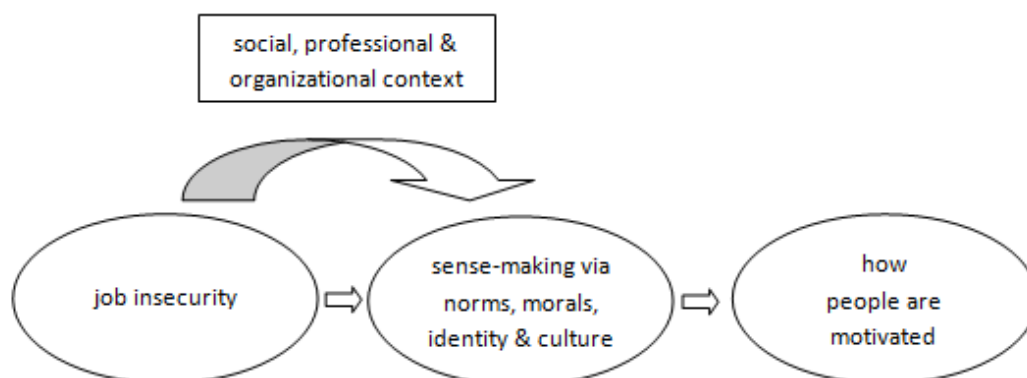 social, professional &
organizational context
job insecurity
sense-making via
norms, morals,
identity & culture
how
people are
motivated